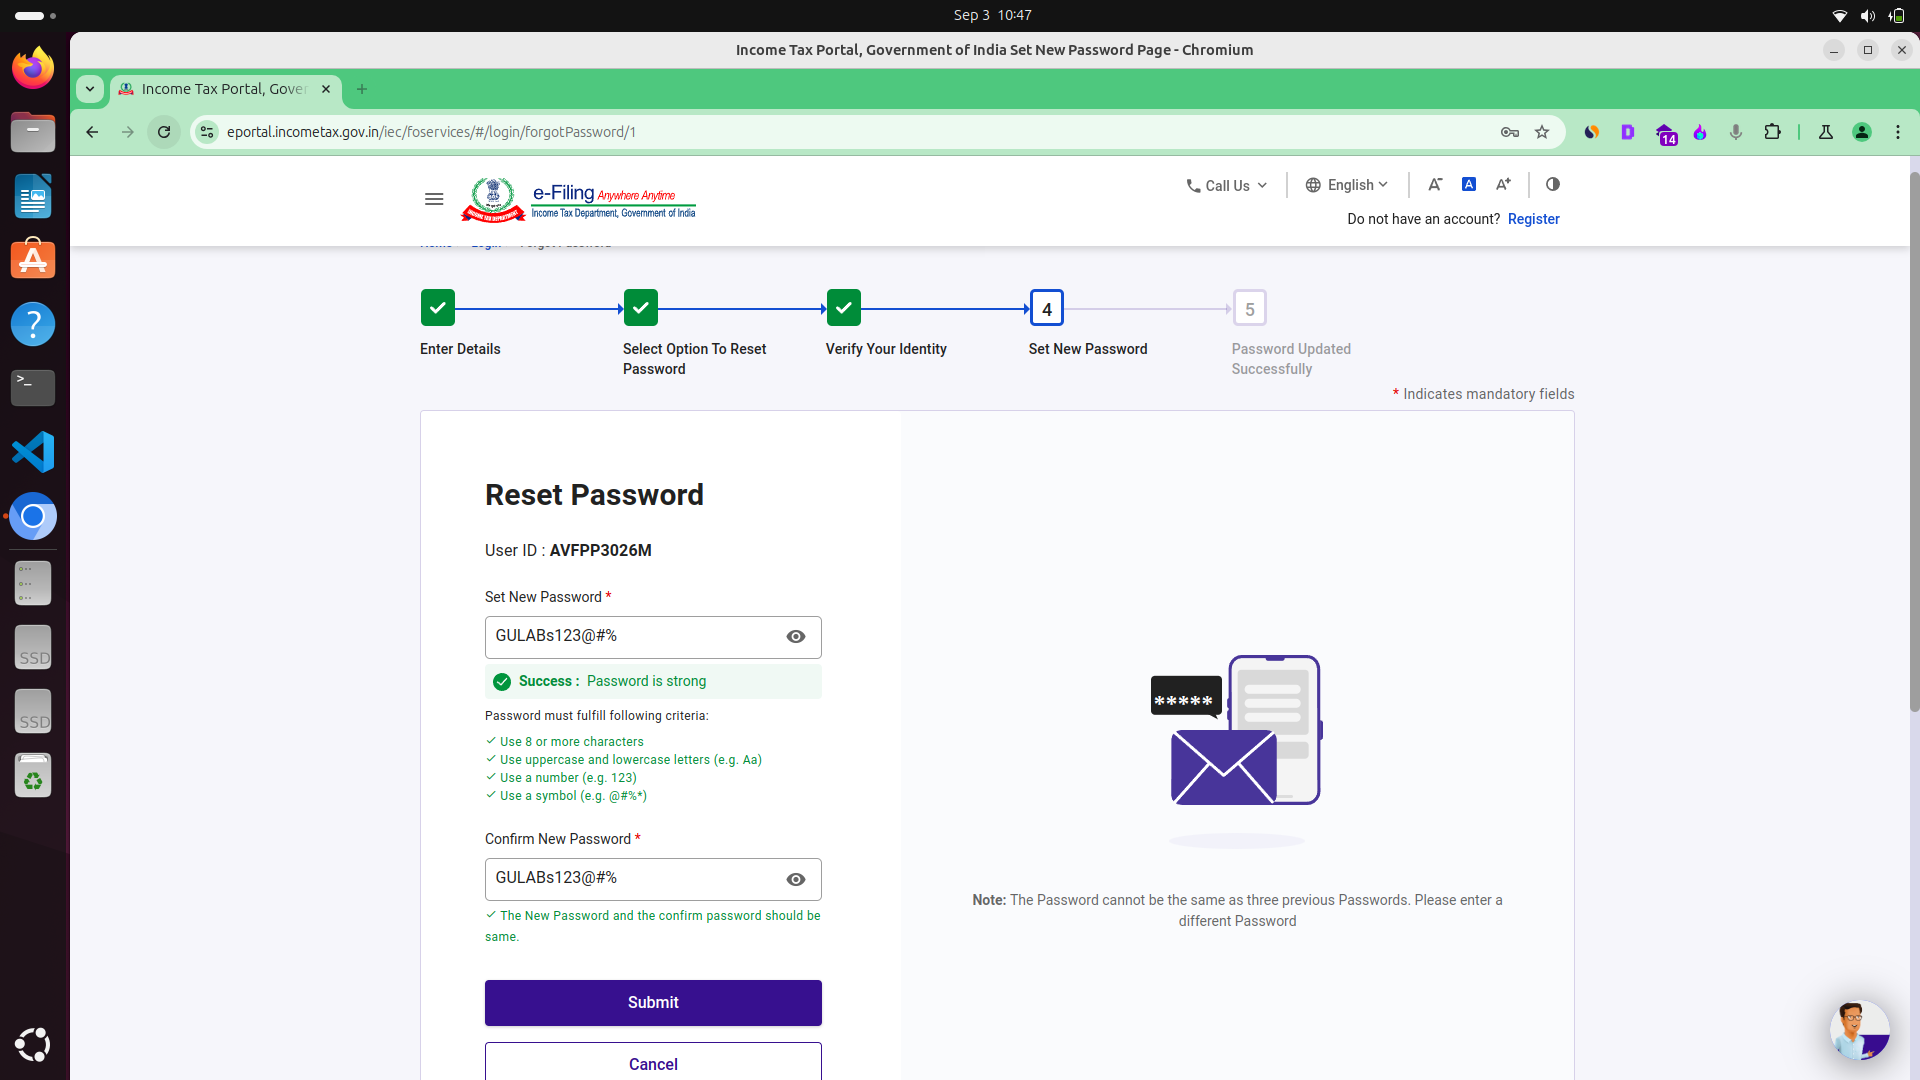 Sep 3 10:47
Income Tax Portal, Government of India Set New Password Page - Chromium
Income Tax Portal, Gover
eportal.incometax.gov.in/iec/foservices/#/login/forgotPassword/1
14
e-Filing Anywhere Anytime
Income Tax Department, Government of India
INCOME TAX DEPARTMENT
Call Us
English
A-
A
A+
Do not have an account? Register
Home Login Forgot Password
4
5
Enter Details
Select Option To Reset Password
Verify Your Identity
Set New Password
Password Updated Successfully
* Indicates mandatory fields
Reset Password
User ID : AVFPP3026M
Set New Password *
GULABs123@#%
Success : Password is strong
Password must fulfill following criteria:
Use 8 or more characters
Use uppercase and lowercase letters (e.g. Aa)
Use a number (e.g. 123)
Use a symbol (e.g. @#%*)
Confirm New Password *
GULABs123@#%
The New Password and the confirm password should be
same.
Submit
Cancel
*****
Note: The Password cannot be the same as three previous Passwords. Please enter a
different Password
>_
?
SSD
SSD